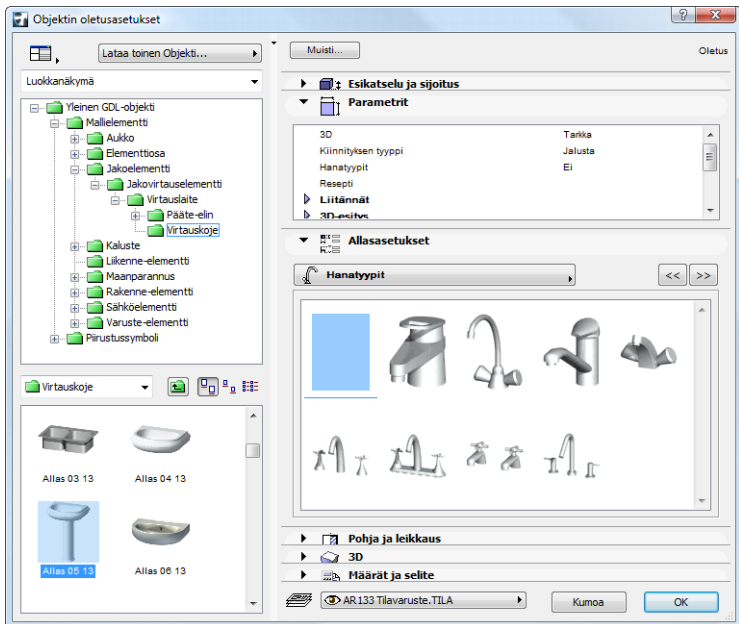 Objektin oletusasetukset
Lataa toinen Objekti...
Luokkanäkymä
Yleinen GDL-objekti
Mallielementti
Aukko
Elementtiosa
Jakoelementti
Jakovirtauselementti
Virtauslaite
Pääte-elin
Virtauskoje
Kaluste
Liikenne-elementti
Maanparannus
Rakenne-elementti
Sähköelementti
Varuste-elementti
Piirustussymboli
Virtauskoje
Allas 03 13
Allas 04 13
Allas 05 13
Allas 06 13
Muisti...
Oletus
Esikatselu ja sijoitus
Parametrit
3D Tarkka
Kiinnityksen tyyppi Jalusta
Hanatyypit Ei
Resepti
Liitännät
3D-esitys
Allasasetukset
Hanatyypit
<< >>
Pohja ja leikkaus
3D
Määrät ja selite
AR133 Tilavaruste.TILA
Kumoa
OK